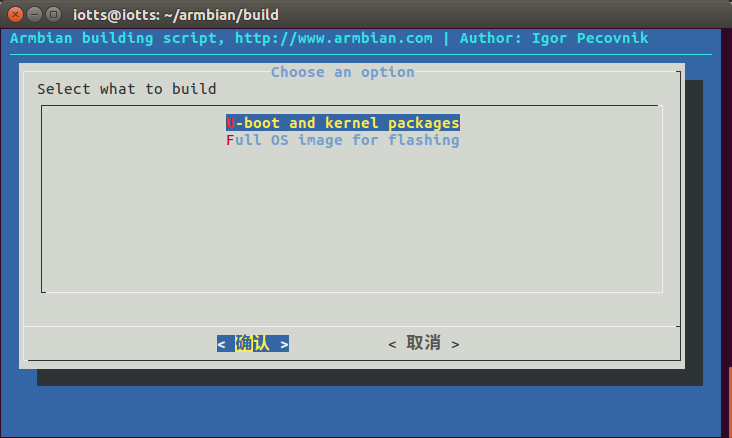 iotts@iotts: ~/armbian/build
Armbian building script, http://www.armbian.com | Author: Igor Pecovnik
Choose an option
Select what to build
U-boot and kernel packages
Full OS image for flashing
< 确认 > < 取消 >